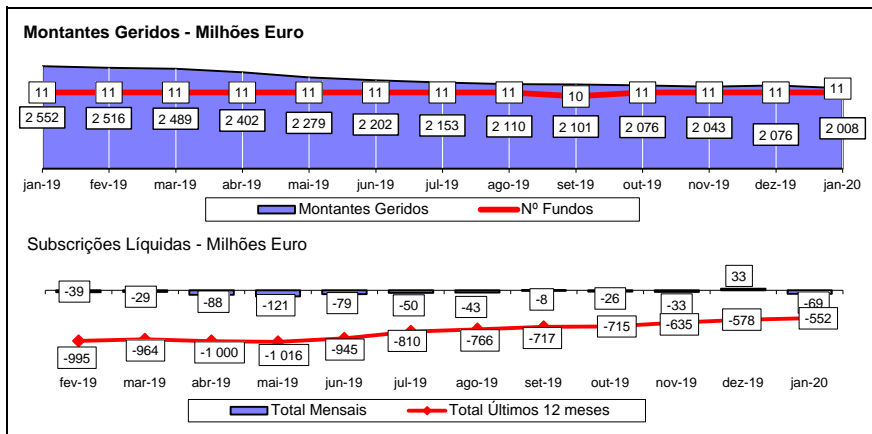 Montantes Geridos - Milhões Euro
11 11 11 11 11 11 11 11 10 11 11 11 11
2 552 2 516 2 489 2 402 2 279 2 202 2 153 2 110 2 101 2 076 2 043 2 076 2 008
jan-19 fev-19 mar-19 abr-19 mai-19 jun-19 jul-19 ago-19 set-19 out-19 nov-19 dez-19 jan-20
Montantes Geridos Nº Fundos
Subscrições Líquidas - Milhões Euro
-39 -29 -88 -121 -79 -50 -43 -8 -26 -33 33 -69
-995 -964 -1 000 -1 016 -945 -810 -766 -717 -715 -635 -578 -552
fev-19 mar-19 abr-19 mai-19 jun-19 jul-19 ago-19 set-19 out-19 nov-19 dez-19 jan-20
Total Mensais Total Últimos 12 meses